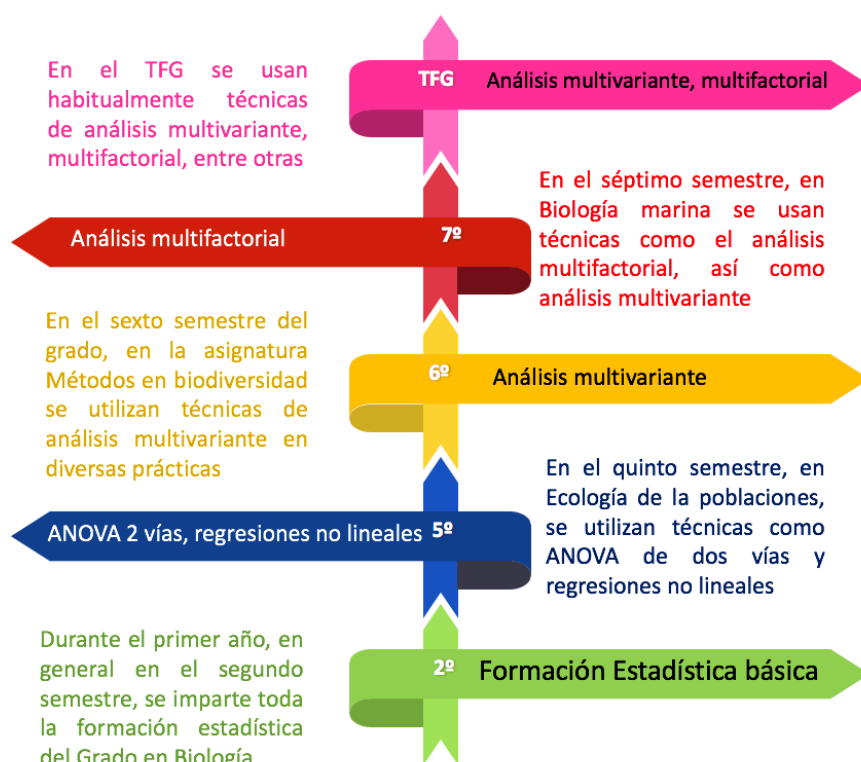 En el TFG se usan
habitualmente técnicas
de análisis multivariante,
multifactorial, entre otras
TFG
Análisis multivariante, multifactorial
Análisis multifactorial
7º
En el séptimo semestre, en
Biología marina se usan
técnicas como el análisis
multifactorial, así como
análisis multivariante
En el sexto semestre del
grado, en la asignatura
Métodos en biodiversidad
se utilizan técnicas de
análisis multivariante en
diversas prácticas
6º
Análisis multivariante
ANOVA 2 vías, regresiones no lineales
5º
En el quinto semestre, en
Ecología de la poblaciones,
se utilizan técnicas como
ANOVA de dos vías y
regresiones no lineales
Durante el primer año, en
general en el segundo
semestre, se imparte toda
la formación estadística
del Grado en Biología
2º
Formación Estadística básica